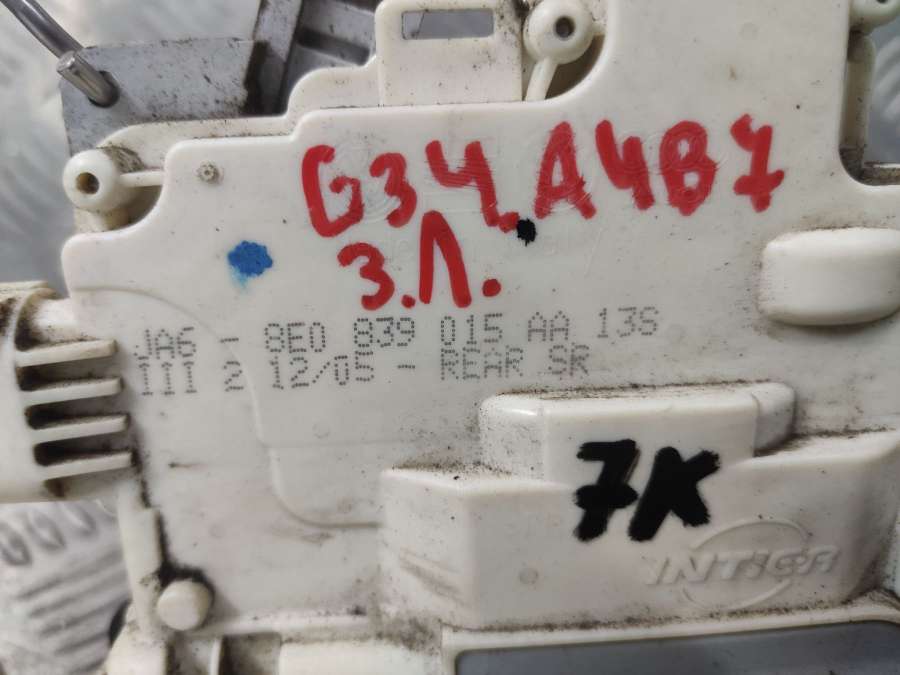 G34 A4B7
З.Л.
JA6 - 8E0 839 015 AA 13S
III 2 12/05 - REAR SR
7K
INTIER